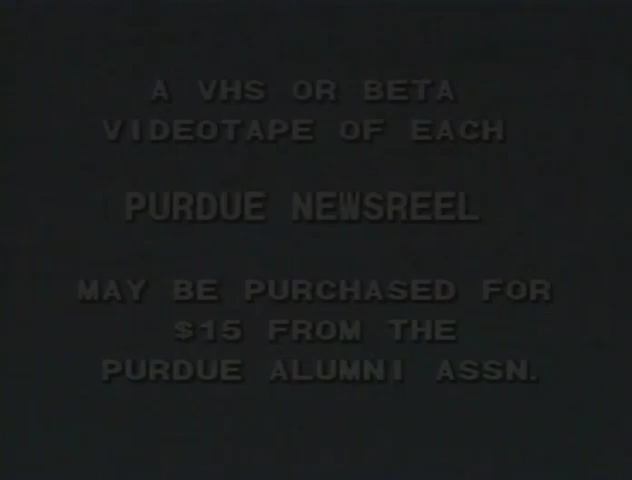 A VHS OR BETA
VIDEOTAPE OF EACH
PURDUE NEWSREEL
MAY BE PURCHASED FOR
$15 FROM THE
PURDUE ALUMNI ASSN.